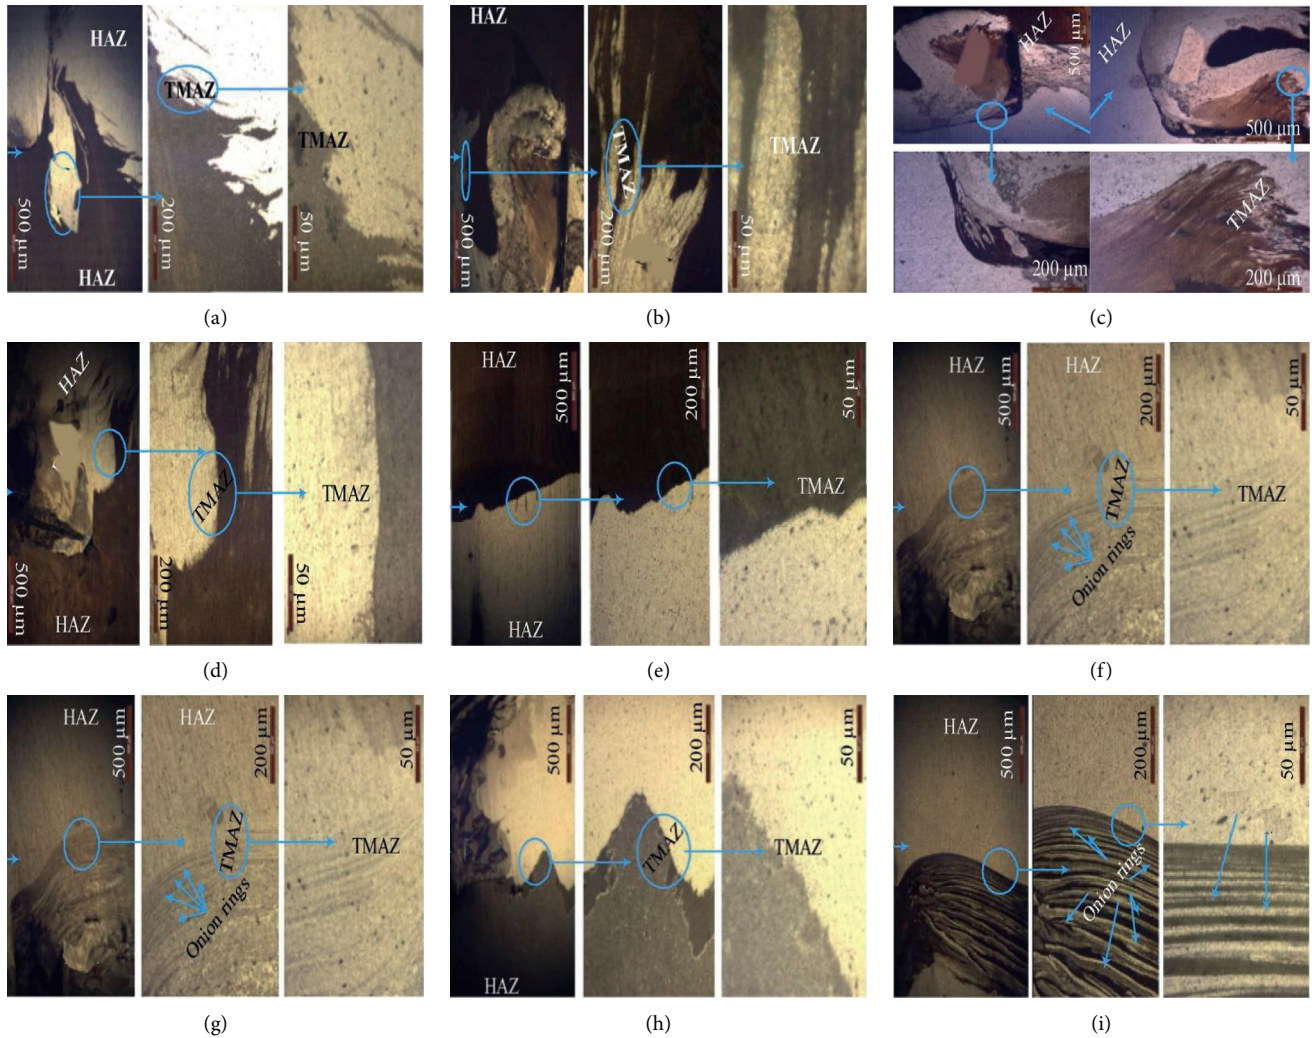 HAZ
TMAZ
TMAZ
HAZ
500 µm
200 µm
50 µm
(a)
HAZ
TMAZ
TMAZ
500 µm
200 µm
50 µm
(b)
HAZ
500 µm
HAZ
500 µm
200 µm
TMAZ
200 µm
(c)
HAZ
TMAZ
TMAZ
HAZ
500 µm
200 µm
50 µm
(d)
HAZ
500 µm
200 µm
50 µm
TMAZ
HAZ
(e)
HAZ
500 µm
HAZ
200 µm
50 µm
TMAZ
TMAZ
Onion rings
(f)
HAZ
500 µm
HAZ
200 µm
50 µm
TMAZ
TMAZ
Onion rings
(g)
500 µm
200 µm
50 µm
TMAZ
TMAZ
HAZ
(h)
HAZ
500 µm
200 µm
50 µm
Onion rings
(i)